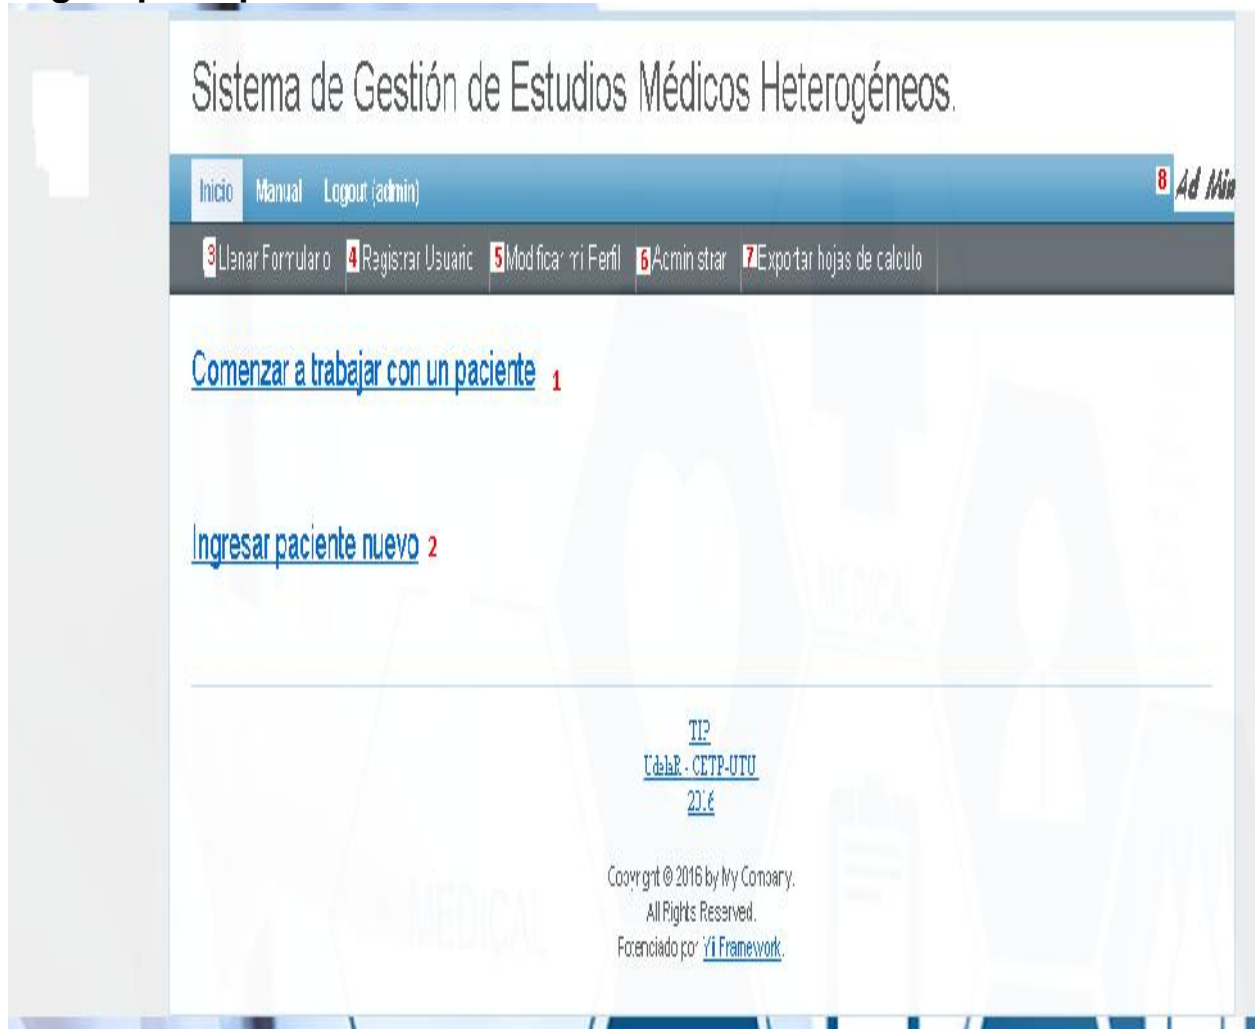 Sistema de Gestión de Estudios Médicos Heterogéneos.
Inicio Manual Logout (admin) 8 Ad Min
3 Llenar Formulario 4 Registrar Usuario 5 Modificar mi Perfil 6 Administrar 7 Exportar hojas de calculo
Comenzar a trabajar con un paciente 1
Ingresar paciente nuevo 2
MEDICAL
TIP
UdelaR - CETP-UTU
2016
MEDICAL
Copyright © 2016 by My Company.
All Rights Reserved.
Potenciado por Yii Framework.